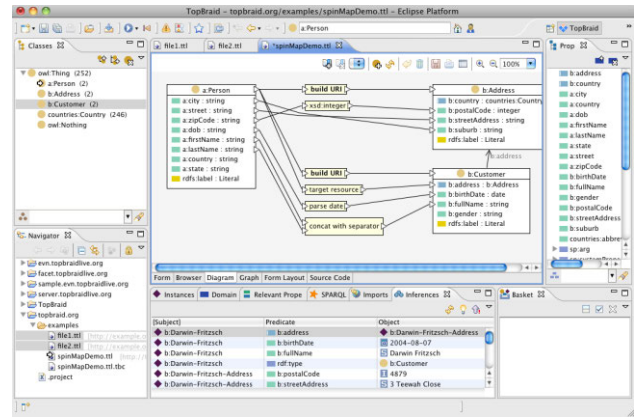 TopBraid – topbraid.org/examples/spinMapDemo.ttl – Eclipse Platform
a:Person
TopBraid
Classes
owl:Thing (252)
a:Person (2)
b:Address (2)
b:Customer (2)
countries:Country (246)
owl:Nothing
file1.ttl
file2.ttl
*spinMapDemo.ttl
100%
a:Person
a:city : string
a:street : string
a:zipCode : string
a:dob : string
a:firstName : string
a:lastName : string
a:country : string
a:state : string
rdfs:label : Literal
build URI
xsd:integer
build URI
target resource
parse date
concat with separator
b:Address
b:country : countries:Country
b:postalCode : integer
b:streetAddress : string
b:suburb : string
rdfs:label : Literal
b:address
b:Customer
b:address : b:Address
b:birthDate : date
b:fullName : string
b:gender : string
rdfs:label : Literal
Form Browser Diagram Graph Form Layout Source Code
Prop
b:address
b:country
a:city
a:country
a:dob
a:firstName
a:lastName
a:state
a:street
a:zipCode
b:birthDate
b:fullName
b:gender
b:postalCode
b:streetAddress
b:suburb
countries:abbre
sp:arg
Navigator
evn.topbraidlive.org
facet.topbraidlive.org
sample.evn.topbraidlive.org
server.topbraidlive.org
TopBraid
topbraid.org
examples
file1.ttl [http://example.o
file2.ttl [http://example.o
spinMapDemo.ttl [http://
spinMapDemo.ttl.tbc
.project
Instances Domain Relevant Prope SPARQL Imports Inferences
[Subject] Predicate Object
b:Darwin-Fritzsch b:address b:Darwin-Fritzsch-Address
b:Darwin-Fritzsch b:birthDate 2004-08-07
b:Darwin-Fritzsch b:fullName Darwin Fritzsch
b:Darwin-Fritzsch rdf:type b:Customer
b:Darwin-Fritzsch-Address b:postalCode 4879
b:Darwin-Fritzsch-Address b:streetAddress 3 Teewah Close
Basket